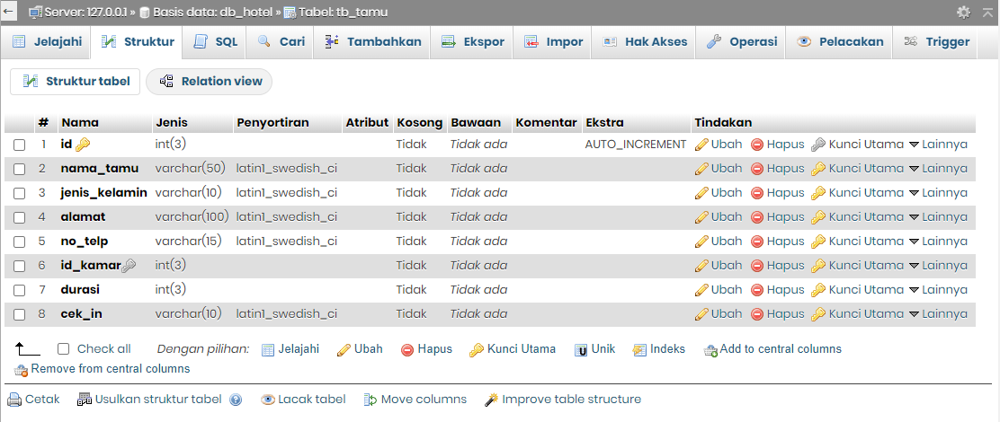 ← Server: 127.0.0.1 » Basis data: db_hotel » Tabel: tb_tamu
Jelajahi Struktur SQL Cari Tambahkan Ekspor Impor Hak Akses Operasi Pelacakan Trigger
Struktur tabel Relation view
# Nama Jenis Penyortiran Atribut Kosong Bawaan Komentar Ekstra Tindakan
1 id int(3) Tidak Tidak ada AUTO_INCREMENT Ubah Hapus Kunci Utama Lainnya
2 nama_tamu varchar(50) latin1_swedish_ci Tidak Tidak ada Ubah Hapus Kunci Utama Lainnya
3 jenis_kelamin varchar(10) latin1_swedish_ci Tidak Tidak ada Ubah Hapus Kunci Utama Lainnya
4 alamat varchar(100) latin1_swedish_ci Tidak Tidak ada Ubah Hapus Kunci Utama Lainnya
5 no_telp varchar(15) latin1_swedish_ci Tidak Tidak ada Ubah Hapus Kunci Utama Lainnya
6 id_kamar int(3) Tidak Tidak ada Ubah Hapus Kunci Utama Lainnya
7 durasi int(3) Tidak Tidak ada Ubah Hapus Kunci Utama Lainnya
8 cek_in varchar(10) latin1_swedish_ci Tidak Tidak ada Ubah Hapus Kunci Utama Lainnya
Check all Dengan pilihan: Jelajahi Ubah Hapus Kunci Utama Unik Indeks Add to central columns
Remove from central columns
Cetak Usulkan struktur tabel Lacak tabel Move columns Improve table structure